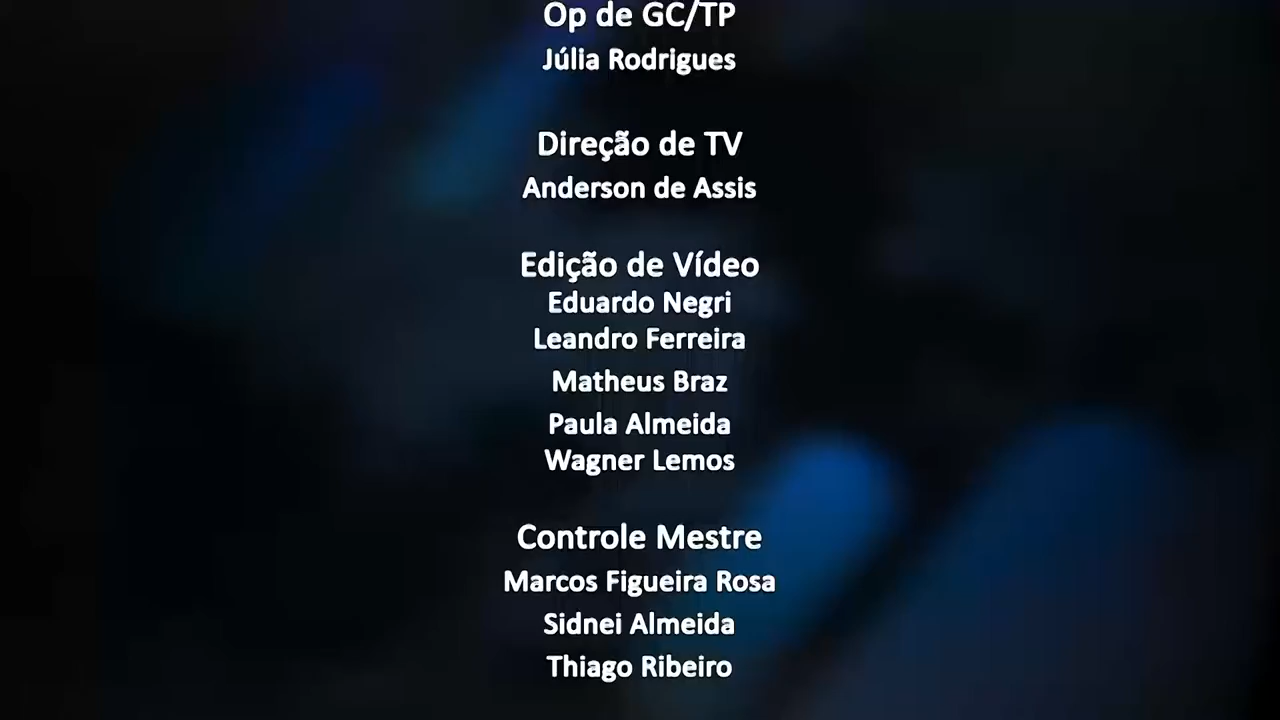 Op de GC/TP
Júlia Rodrigues
Direção de TV
Anderson de Assis
Edição de Vídeo
Eduardo Negri
Leandro Ferreira
Matheus Braz
Paula Almeida
Wagner Lemos
Controle Mestre
Marcos Figueira Rosa
Sidnei Almeida
Thiago Ribeiro